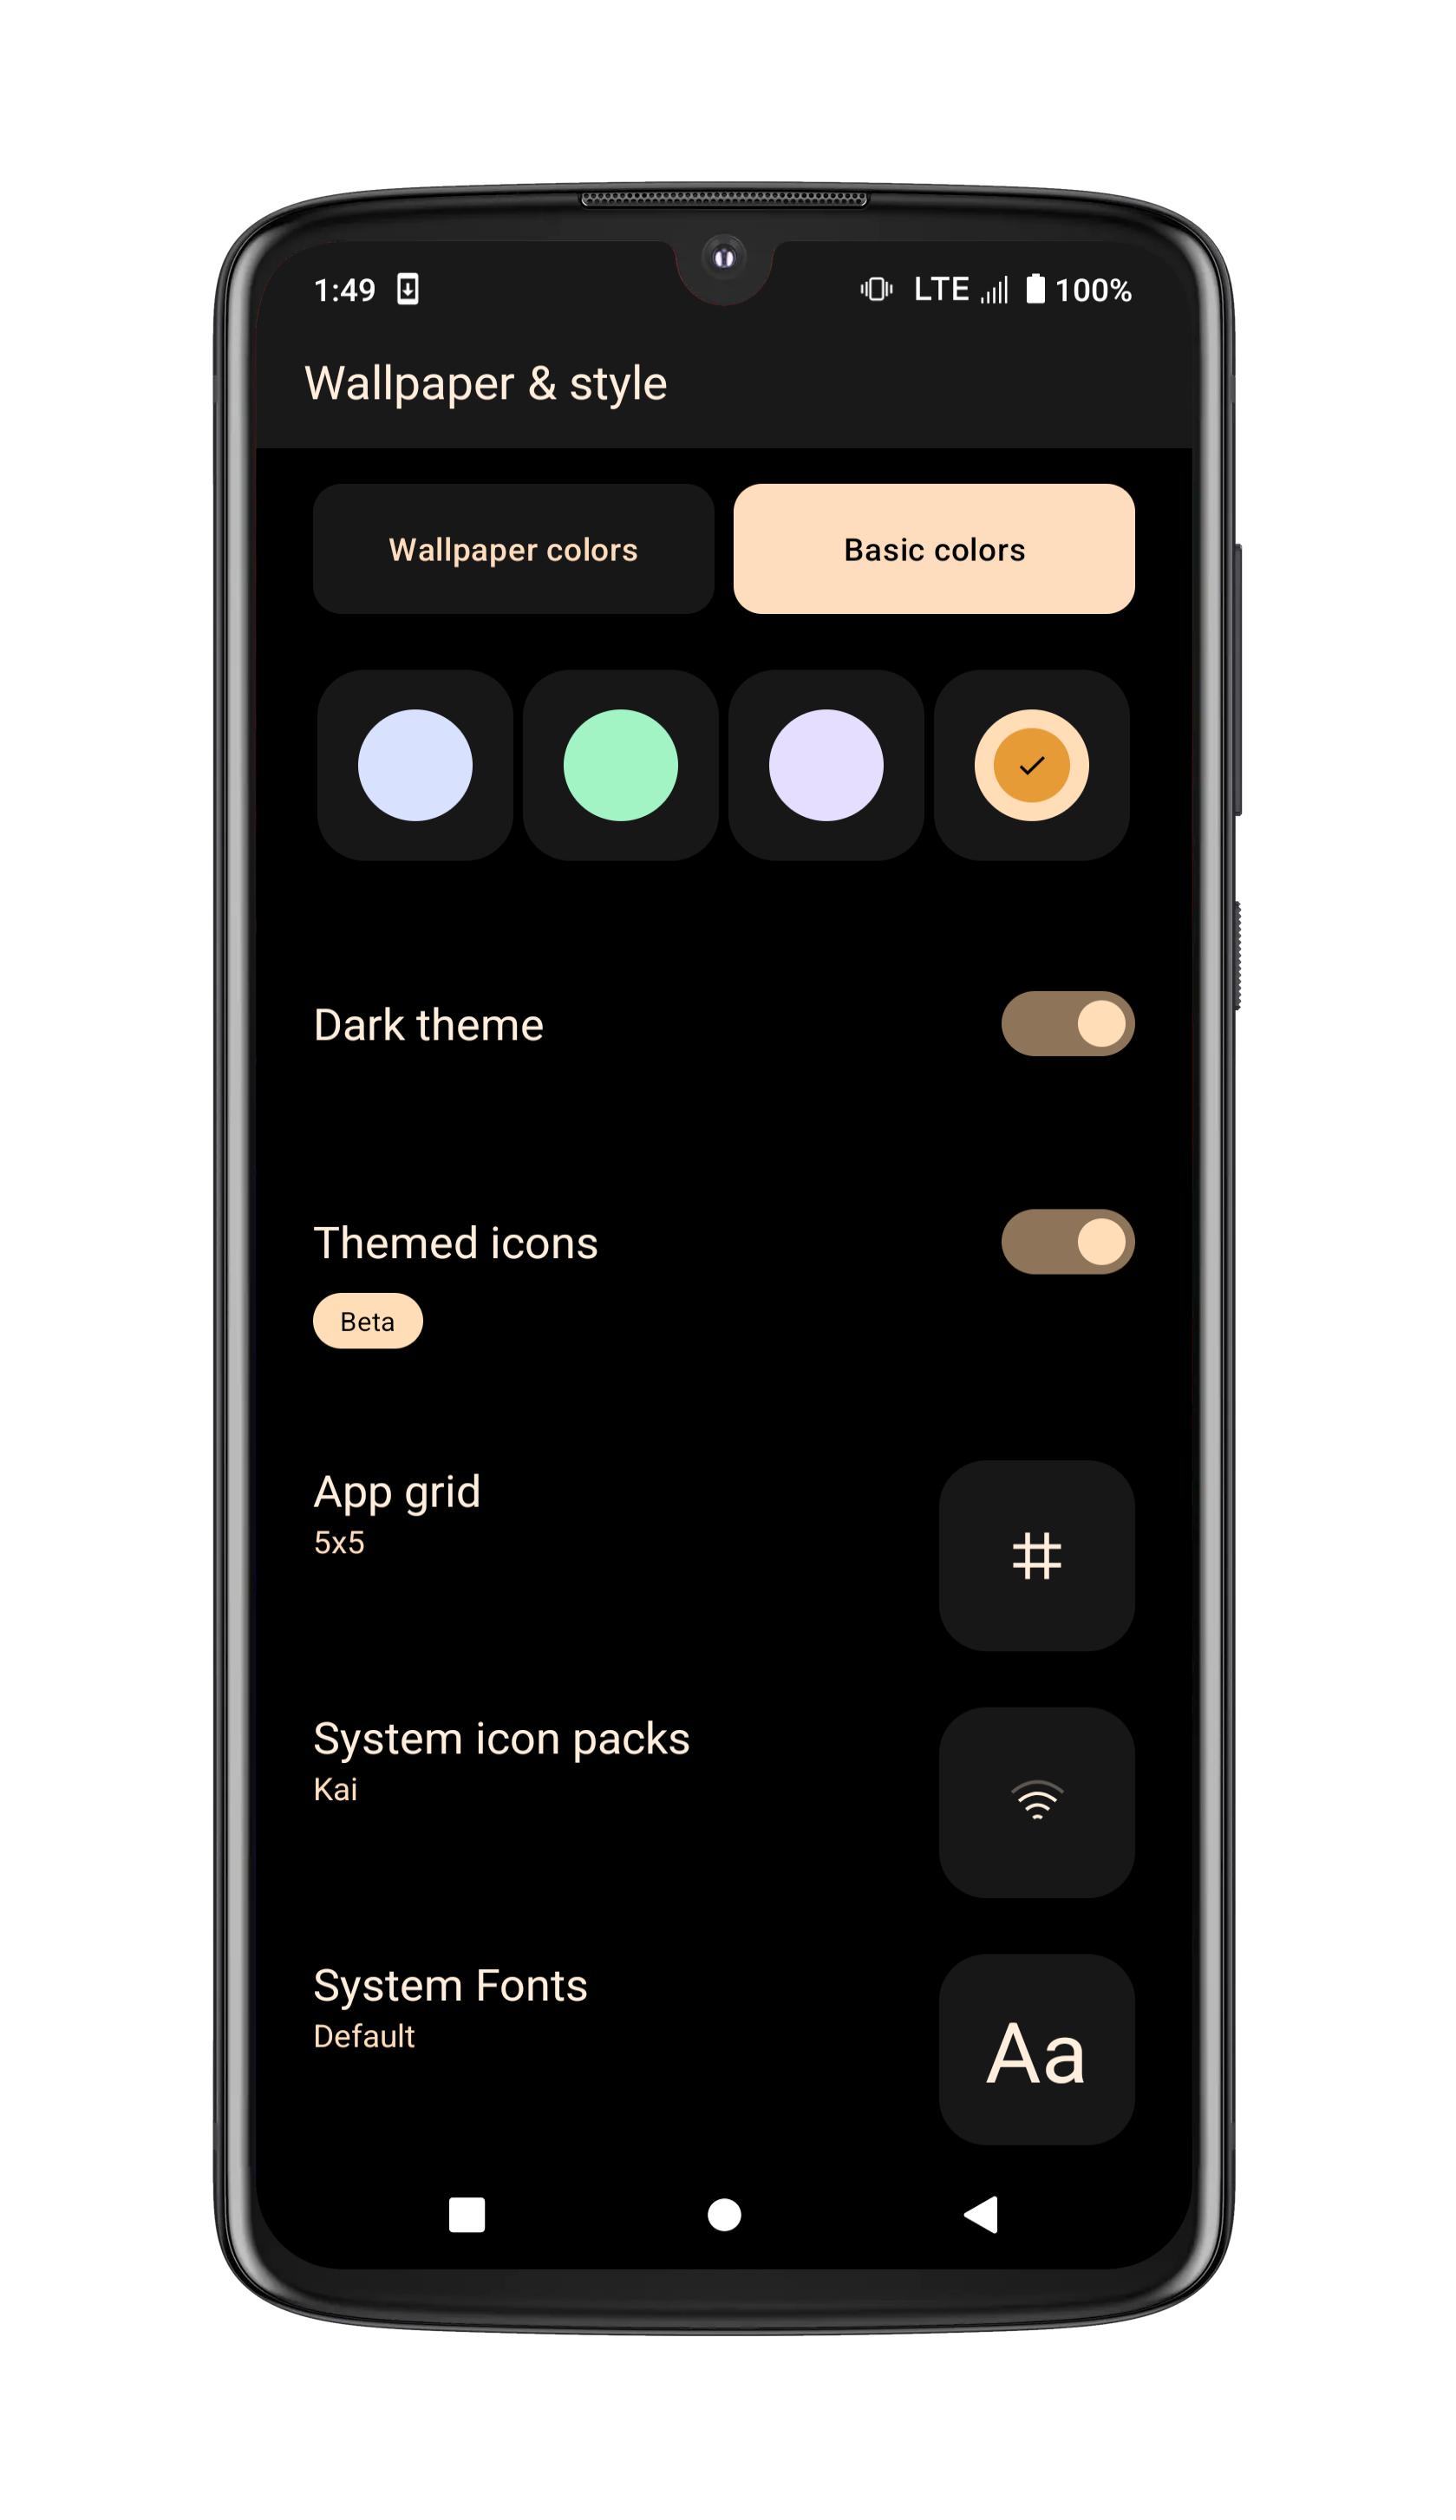 1:49 LTE 100%
Wallpaper & style
Wallpaper colors Basic colors
Dark theme
Themed icons
Beta
App grid
5x5
System icon packs
Kai
System Fonts
Default
Aa